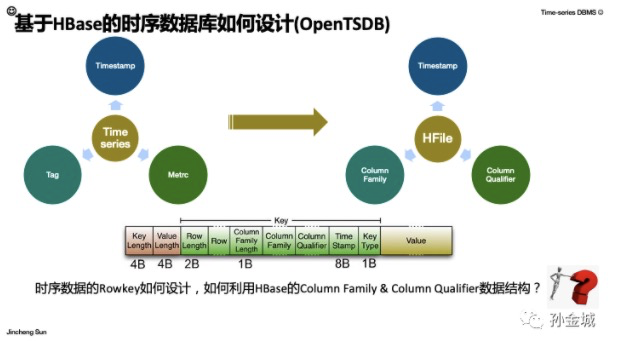 Time-series DBMS
基于HBase的时序数据库如何设计(OpenTSDB)
Timestamp
Time series
Tag
Metrc
Timestamp
HFile
Column Family
Column Qualifier
Key
Key Length
Value Length
Row Length
Row
Column Family Length
Column Family
Column Qualifier
Time Stamp
Key Type
Value
4B 4B 2B 1B 8B 1B
时序数据的Rowkey如何设计，如何利用HBase的Column Family & Column Qualifier数据结构？
孙金城
Jincheng Sun